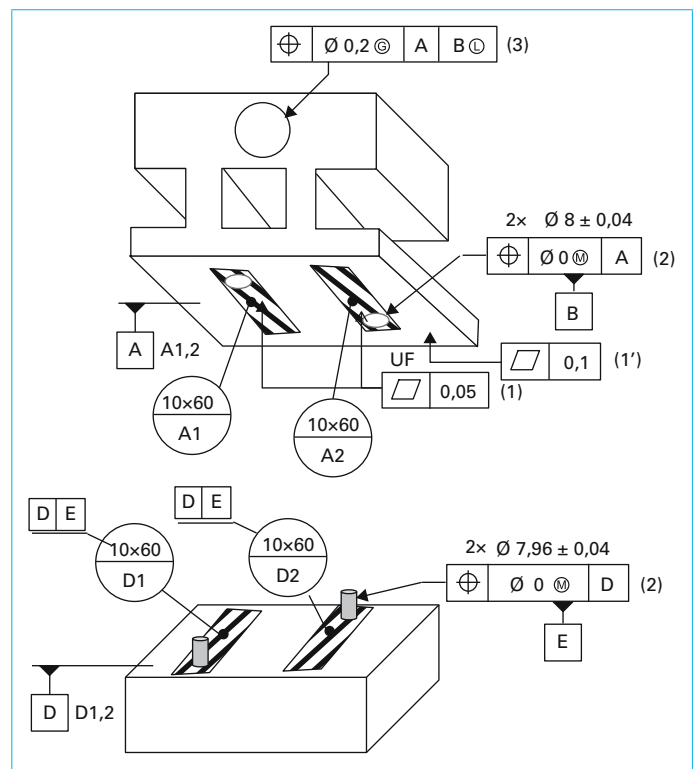 ⌖ Ø 0,2 Ⓖ A B Ⓛ (3)
2× Ø 8 ± 0,04
⌖ Ø 0 Ⓜ A (2)
B
A A1,2
UF
⏥ 0,1 (1’)
⏥ 0,05 (1)
10×60
A1
10×60
A2
D E
D E
10×60
D1
10×60
D2
2× Ø 7,96 ± 0,04
⌖ Ø 0 Ⓜ D (2)
E
D D1,2